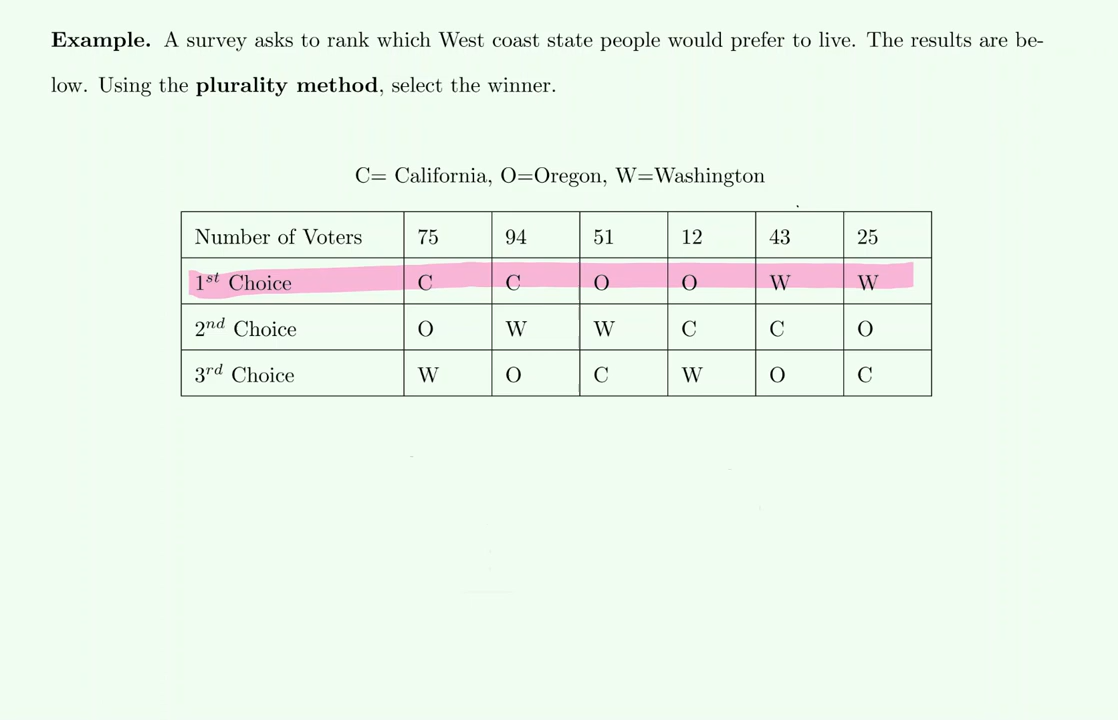 Example. A survey asks to rank which West coast state people would prefer to live. The results are be-
low. Using the plurality method, select the winner.
C= California, O=Oregon, W=Washington
Number of Voters 75 94 51 12 43 25
1st Choice C C O O W W
2nd Choice O W W C C O
3rd Choice W O C W O C